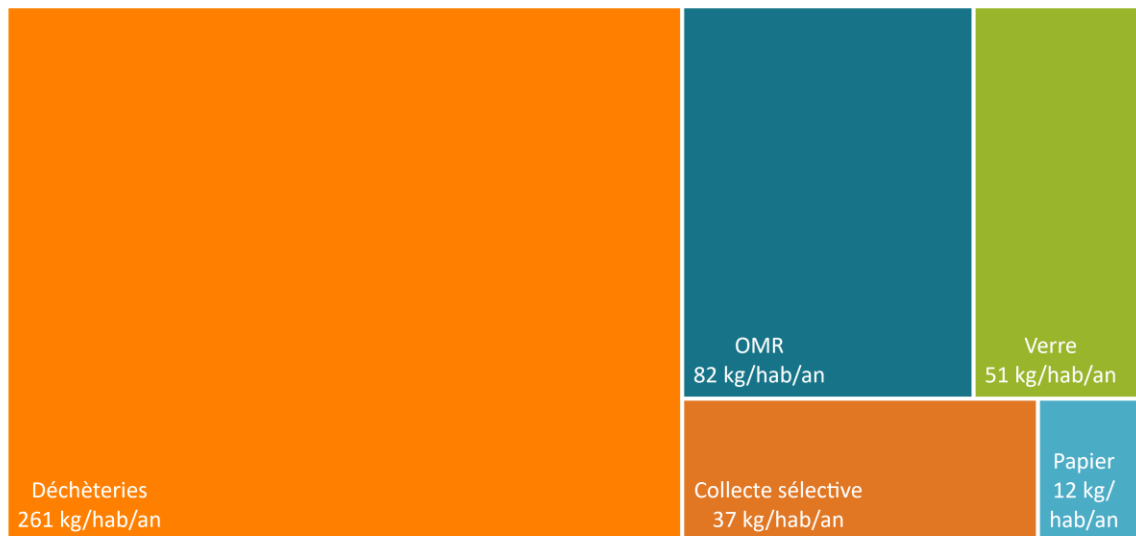 Déchèteries
261 kg/hab/an
OMR
82 kg/hab/an
Verre
51 kg/hab/an
Collecte sélective
37 kg/hab/an
Papier
12 kg/
hab/an